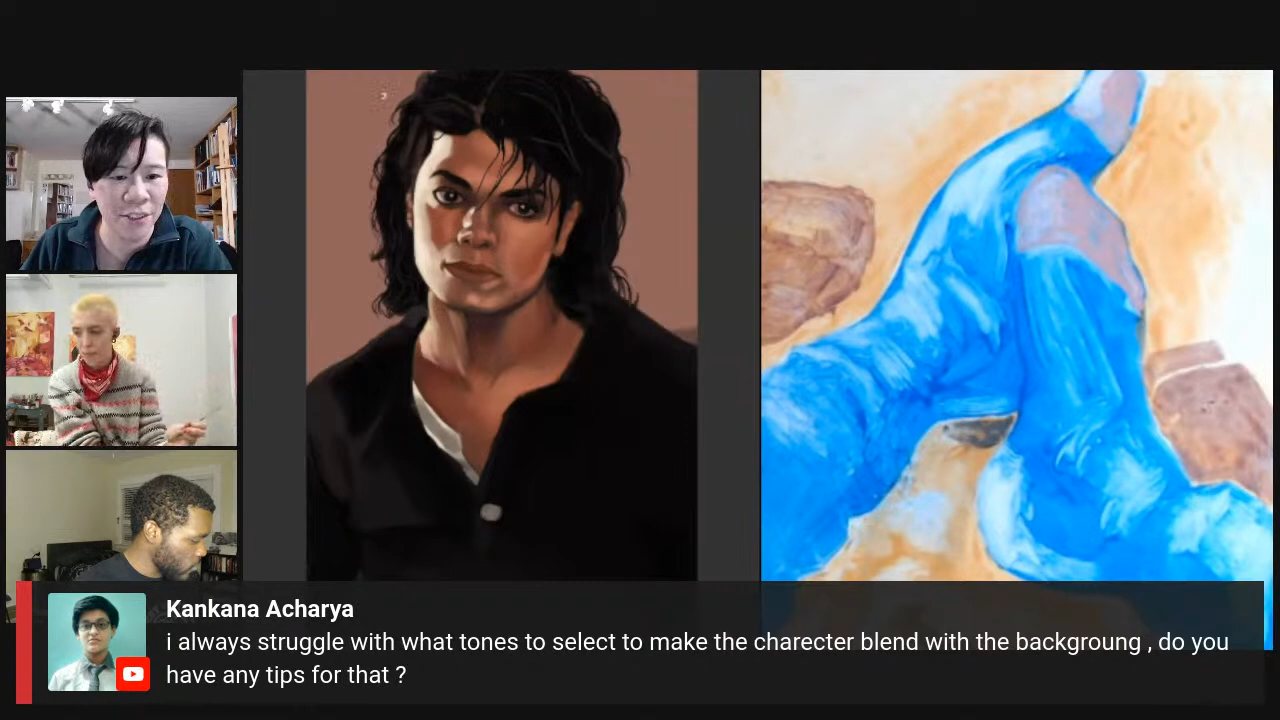 Kankana Acharya
i always struggle with what tones to select to make the charecter blend with the backgroung , do you
have any tips for that ?